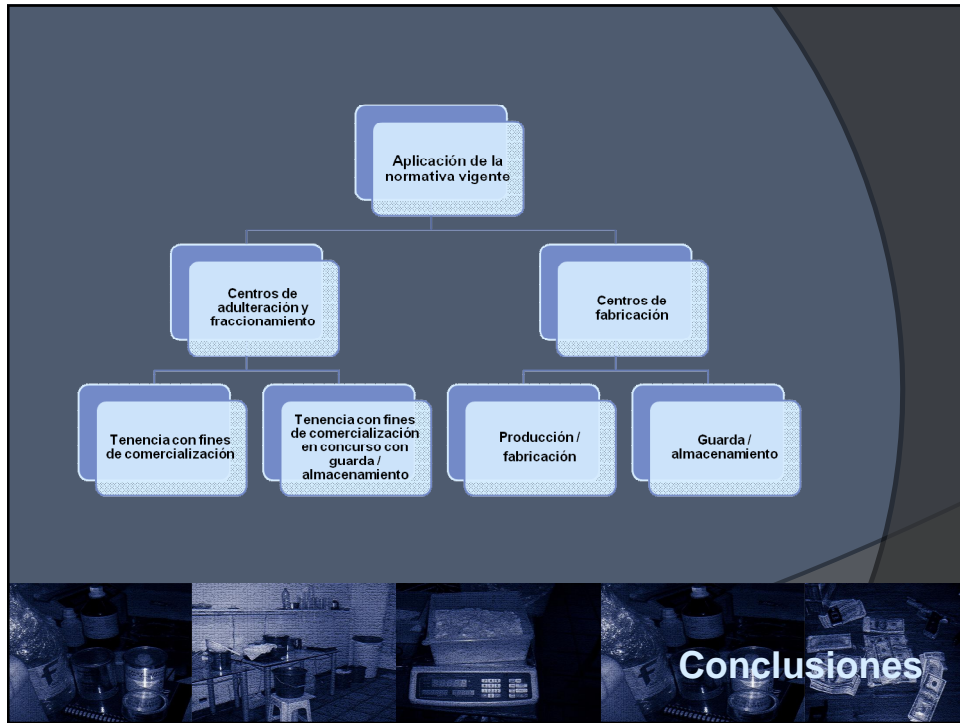 Aplicación de la
normativa vigente
Centros de
adulteración y
fraccionamiento
Centros de
fabricación
Tenencia con fines
de comercialización
Tenencia con fines
de comercialización
en concurso con
guarda /
almacenamiento
Producción /
fabricación
Guarda /
almacenamiento
Conclusiones